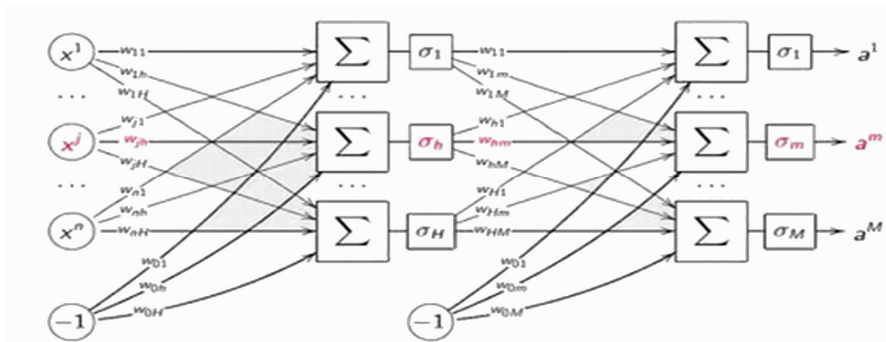 x¹ w₁₁ ∑ σ₁ w₁₁ ∑ σ₁ a¹
w₁ₕ w₁ₘ
... w₁H ... w₁M ...
wⱼ₁ wₕ₁
xʲ wⱼₕ ∑ σₕ wₕₘ ∑ σₘ aᵐ
wⱼH wₕM
... wₙ₁ ... wH₁ ...
wₙₕ wHₘ
xⁿ wₙH ∑ σH wHM ∑ σM aᴹ
w₀₁ w₀₁
w₀ₕ w₀ₘ
w₀H w₀M
−1 −1